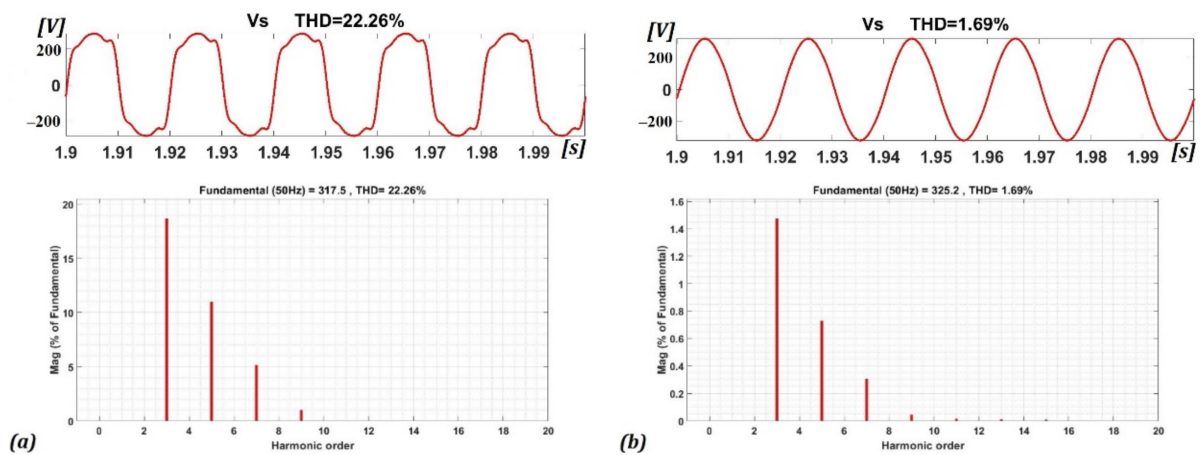 Vs THD=22.26%
[V]
200
0
–200
1.9 1.91 1.92 1.93 1.94 1.95 1.96 1.97 1.98 1.99 [s]
Fundamental (50Hz) = 317.5 , THD= 22.26%
Mag (% of Fundamental)
20
15
10
5
0
0 2 4 6 8 10 12 14 16 18 20
Harmonic order
(a)
Vs THD=1.69%
[V]
200
0
–200
1.9 1.91 1.92 1.93 1.94 1.95 1.96 1.97 1.98 1.99 [s]
Fundamental (50Hz) = 325.2 , THD= 1.69%
Mag (% of Fundamental)
1.6
1.4
1.2
1
0.8
0.6
0.4
0.2
0
0 2 4 6 8 10 12 14 16 18 20
Harmonic order
(b)